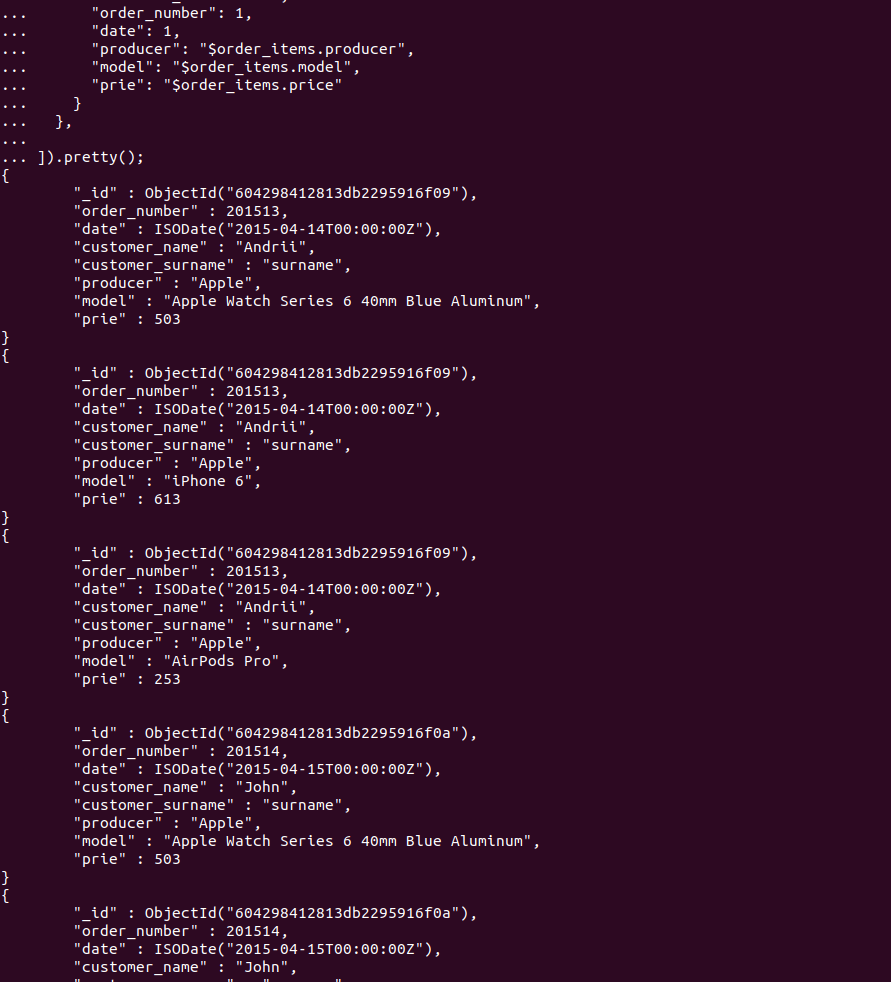 ...       "order_number": 1,
...       "date": 1,
...       "producer": "$order_items.producer",
...       "model": "$order_items.model",
...       "prie": "$order_items.price"
...     }
...   },
...
... ]).pretty();
{
        "_id" : ObjectId("604298412813db2295916f09"),
        "order_number" : 201513,
        "date" : ISODate("2015-04-14T00:00:00Z"),
        "customer_name" : "Andrii",
        "customer_surname" : "surname",
        "producer" : "Apple",
        "model" : "Apple Watch Series 6 40mm Blue Aluminum",
        "prie" : 503
}
{
        "_id" : ObjectId("604298412813db2295916f09"),
        "order_number" : 201513,
        "date" : ISODate("2015-04-14T00:00:00Z"),
        "customer_name" : "Andrii",
        "customer_surname" : "surname",
        "producer" : "Apple",
        "model" : "iPhone 6",
        "prie" : 613
}
{
        "_id" : ObjectId("604298412813db2295916f09"),
        "order_number" : 201513,
        "date" : ISODate("2015-04-14T00:00:00Z"),
        "customer_name" : "Andrii",
        "customer_surname" : "surname",
        "producer" : "Apple",
        "model" : "AirPods Pro",
        "prie" : 253
}
{
        "_id" : ObjectId("604298412813db2295916f0a"),
        "order_number" : 201514,
        "date" : ISODate("2015-04-15T00:00:00Z"),
        "customer_name" : "John",
        "customer_surname" : "surname",
        "producer" : "Apple",
        "model" : "Apple Watch Series 6 40mm Blue Aluminum",
        "prie" : 503
}
{
        "_id" : ObjectId("604298412813db2295916f0a"),
        "order_number" : 201514,
        "date" : ISODate("2015-04-15T00:00:00Z"),
        "customer_name" : "John",